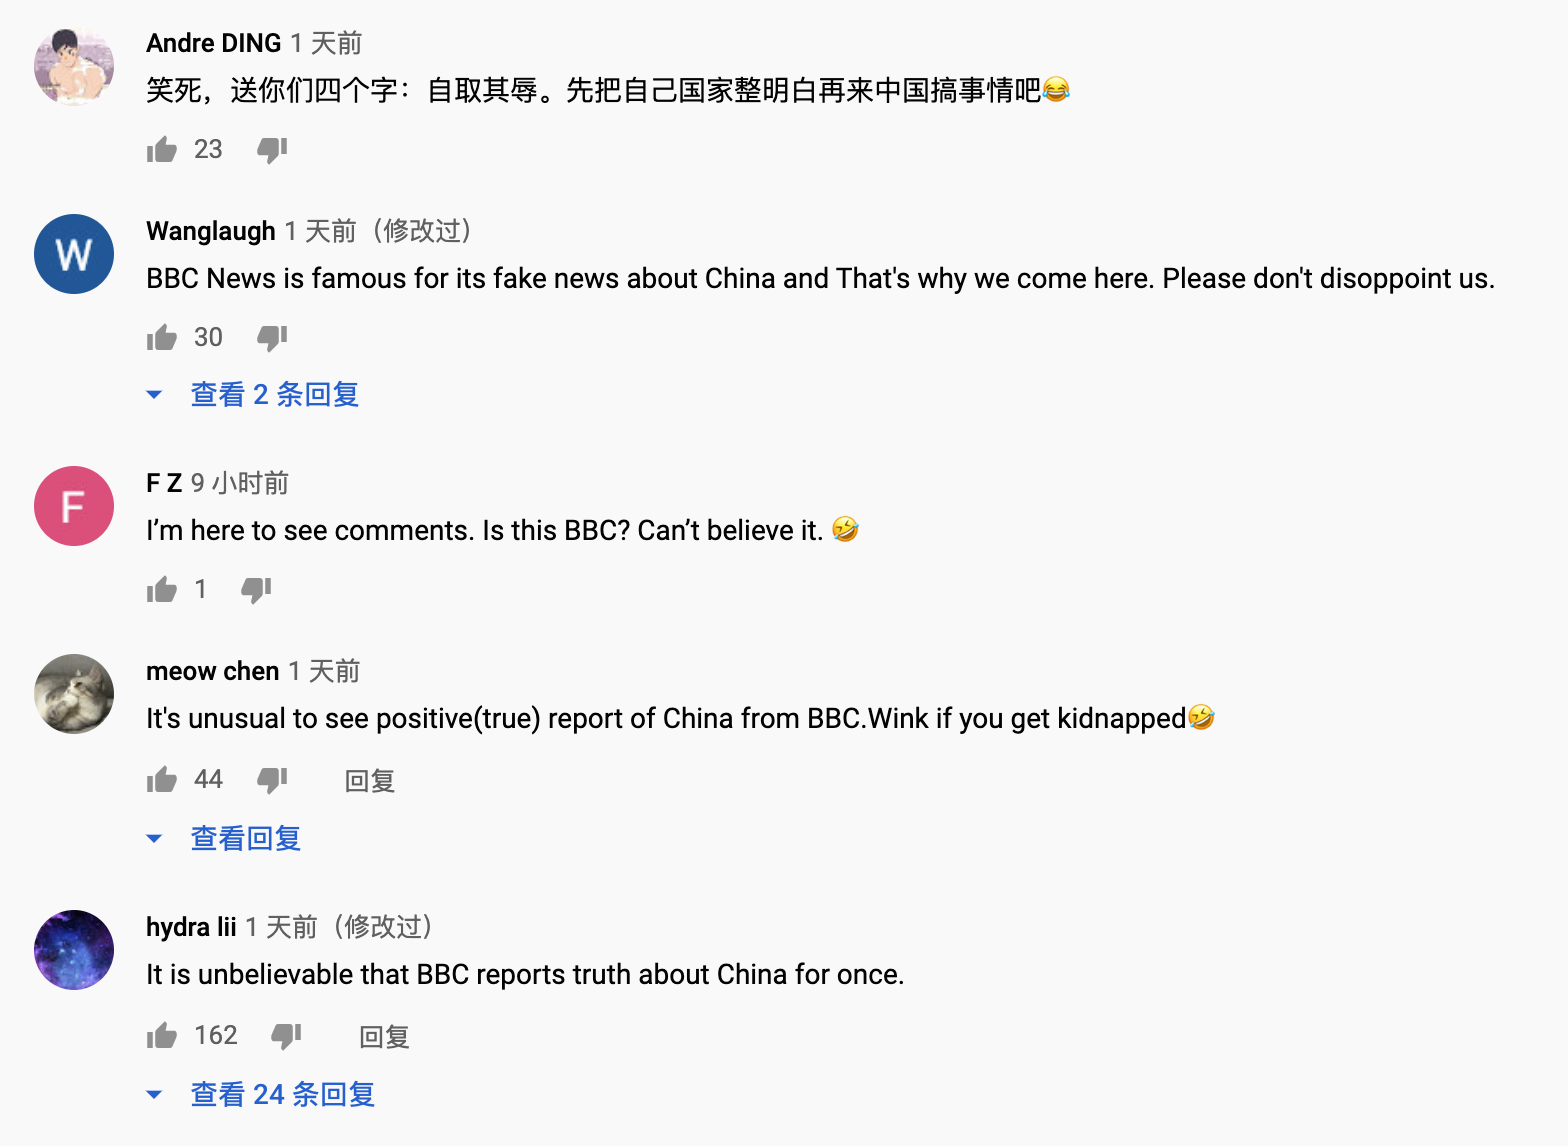 Andre DING 1 天前
笑死，送你们四个字：自取其辱。先把自己国家整明白再来中国搞事情吧😂
23
W
Wanglaugh 1 天前（修改过）
BBC News is famous for its fake news about China and That's why we come here. Please don't disoppoint us.
30
查看 2 条回复
F
F Z 9 小时前
I’m here to see comments. Is this BBC? Can’t believe it. 🤣
1
meow chen 1 天前
It's unusual to see positive(true) report of China from BBC.Wink if you get kidnapped🤣
44 回复
查看回复
hydra lii 1 天前（修改过）
It is unbelievable that BBC reports truth about China for once.
162 回复
查看 24 条回复